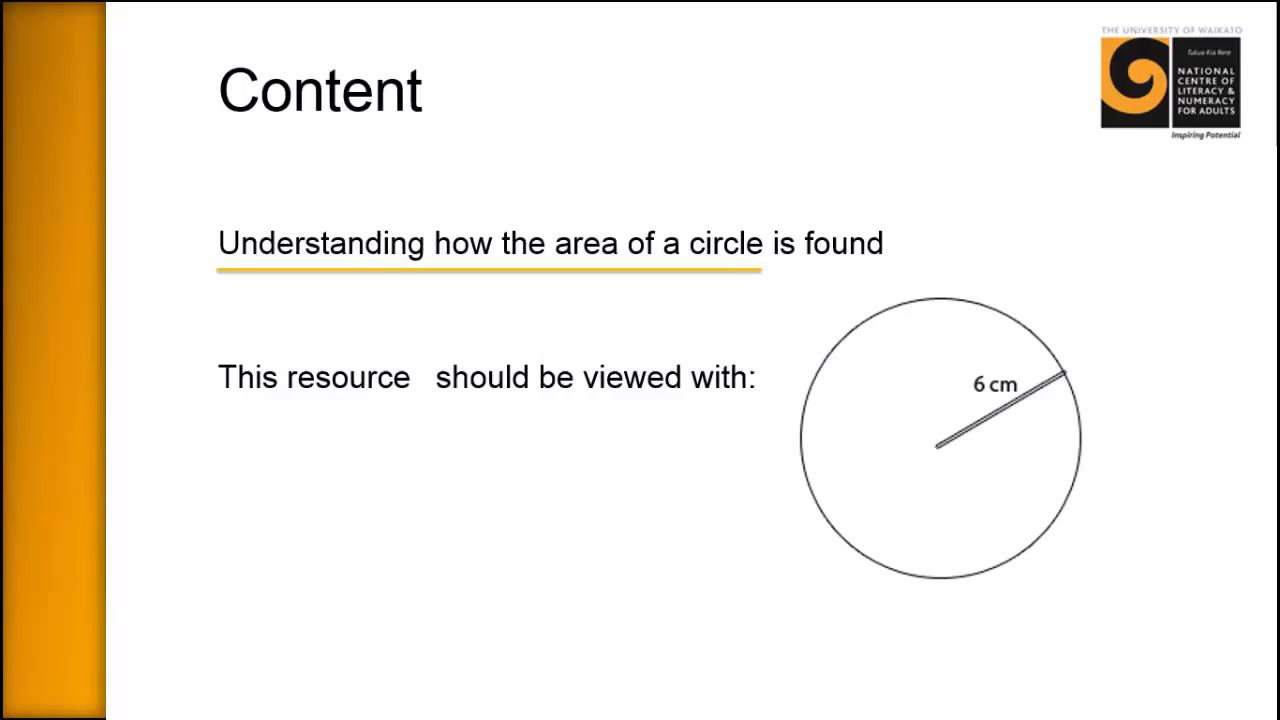 Content
THE UNIVERSITY OF WAIKATO
Tukua Kia Rere
NATIONAL
CENTRE OF
LITERACY &
NUMERACY
FOR ADULTS
Inspiring Potential
Understanding how the area of a circle is found
This resource should be viewed with:
6 cm